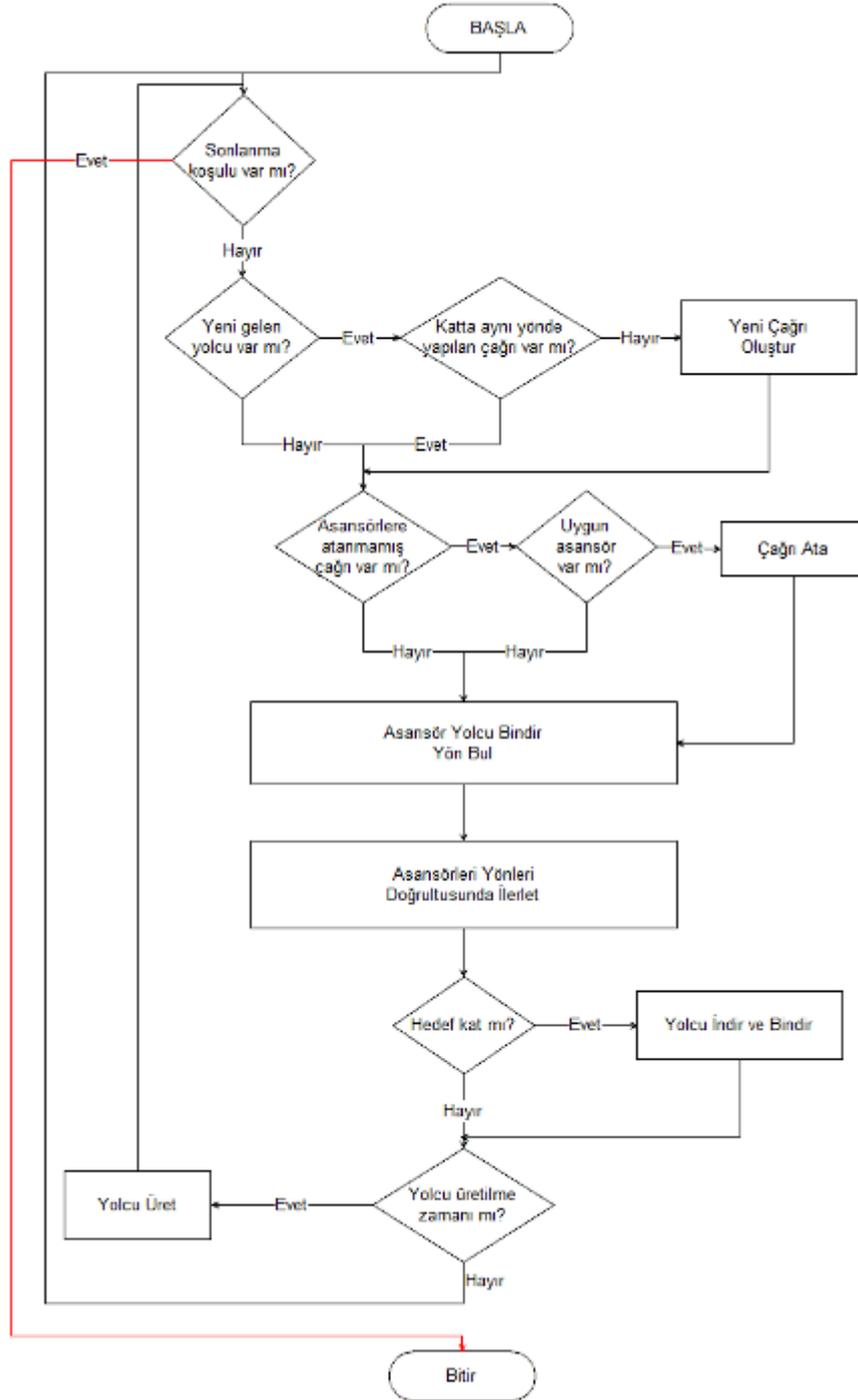 BAŞLA
Sonlanma
koşulu var mı?
Evet
Hayır
Yeni gelen
yolcu var mı?
Evet
Katta aynı yönde
yapılan çağrı var mı?
Hayır
Yeni Çağrı
Oluştur
Hayır
Evet
Asansörlere
atanmamış
çağrı var mı?
Evet
Uygun
asansör
var mı?
Evet
Çağrı Ata
Hayır
Hayır
Asansör Yolcu Bindir
Yön Bul
Asansörleri Yönleri
Doğrultusunda İlerlet
Hedef kat mı?
Evet
Yolcu İndir ve Bindir
Hayır
Yolcu üretilme
zamanı mı?
Evet
Yolcu Üret
Hayır
Bitir